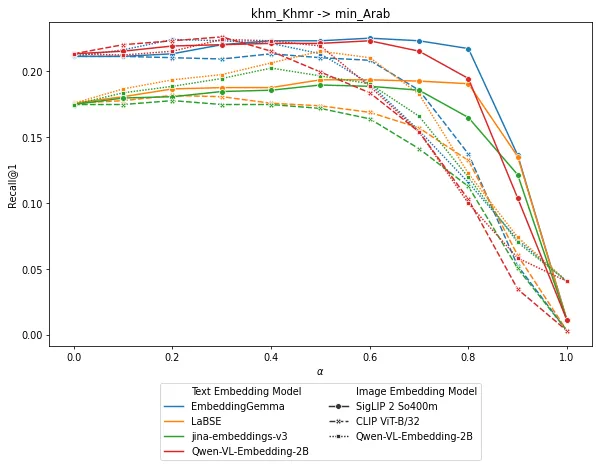 khm_Khmr -> min_Arab
Recall@1
0.20
0.15
0.10
0.05
0.00
0.0 0.2 0.4 0.6 0.8 1.0
α
Text Embedding Model
EmbeddingGemma
LaBSE
jina-embeddings-v3
Qwen-VL-Embedding-2B
Image Embedding Model
SigLIP 2 So400m
CLIP ViT-B/32
Qwen-VL-Embedding-2B